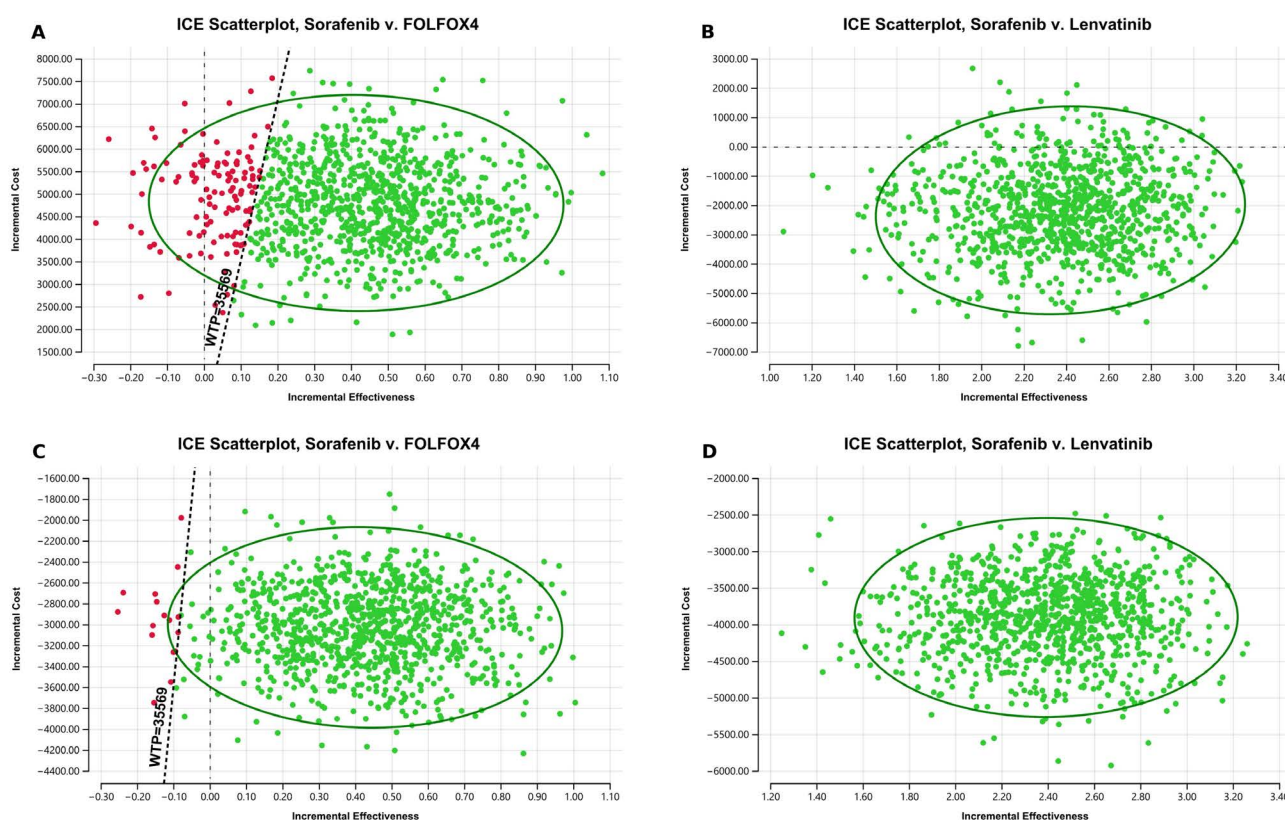 A
ICE Scatterplot, Sorafenib v. FOLFOX4
8000.00
7500.00
7000.00
6500.00
6000.00
5500.00
5000.00
4500.00
4000.00
3500.00
3000.00
2500.00
2000.00
1500.00
Incremental Cost
WTP=35569
−0.30 −0.20 −0.10 0.00 0.10 0.20 0.30 0.40 0.50 0.60 0.70 0.80 0.90 1.00 1.10
Incremental Effectiveness
B
ICE Scatterplot, Sorafenib v. Lenvatinib
3000.00
2000.00
1000.00
0.00
−1000.00
−2000.00
−3000.00
−4000.00
−5000.00
−6000.00
−7000.00
Incremental Cost
1.00 1.20 1.40 1.60 1.80 2.00 2.20 2.40 2.60 2.80 3.00 3.20 3.40
Incremental Effectiveness
C
ICE Scatterplot, Sorafenib v. FOLFOX4
−1600.00
−1800.00
−2000.00
−2200.00
−2400.00
−2600.00
−2800.00
−3000.00
−3200.00
−3400.00
−3600.00
−3800.00
−4000.00
−4200.00
−4400.00
Incremental Cost
WTP=35569
−0.30 −0.20 −0.10 0.00 0.10 0.20 0.30 0.40 0.50 0.60 0.70 0.80 0.90 1.00 1.10
Incremental Effectiveness
D
ICE Scatterplot, Sorafenib v. Lenvatinib
−2000.00
−2500.00
−3000.00
−3500.00
−4000.00
−4500.00
−5000.00
−5500.00
−6000.00
Incremental Cost
1.20 1.40 1.60 1.80 2.00 2.20 2.40 2.60 2.80 3.00 3.20 3.40
Incremental Effectiveness